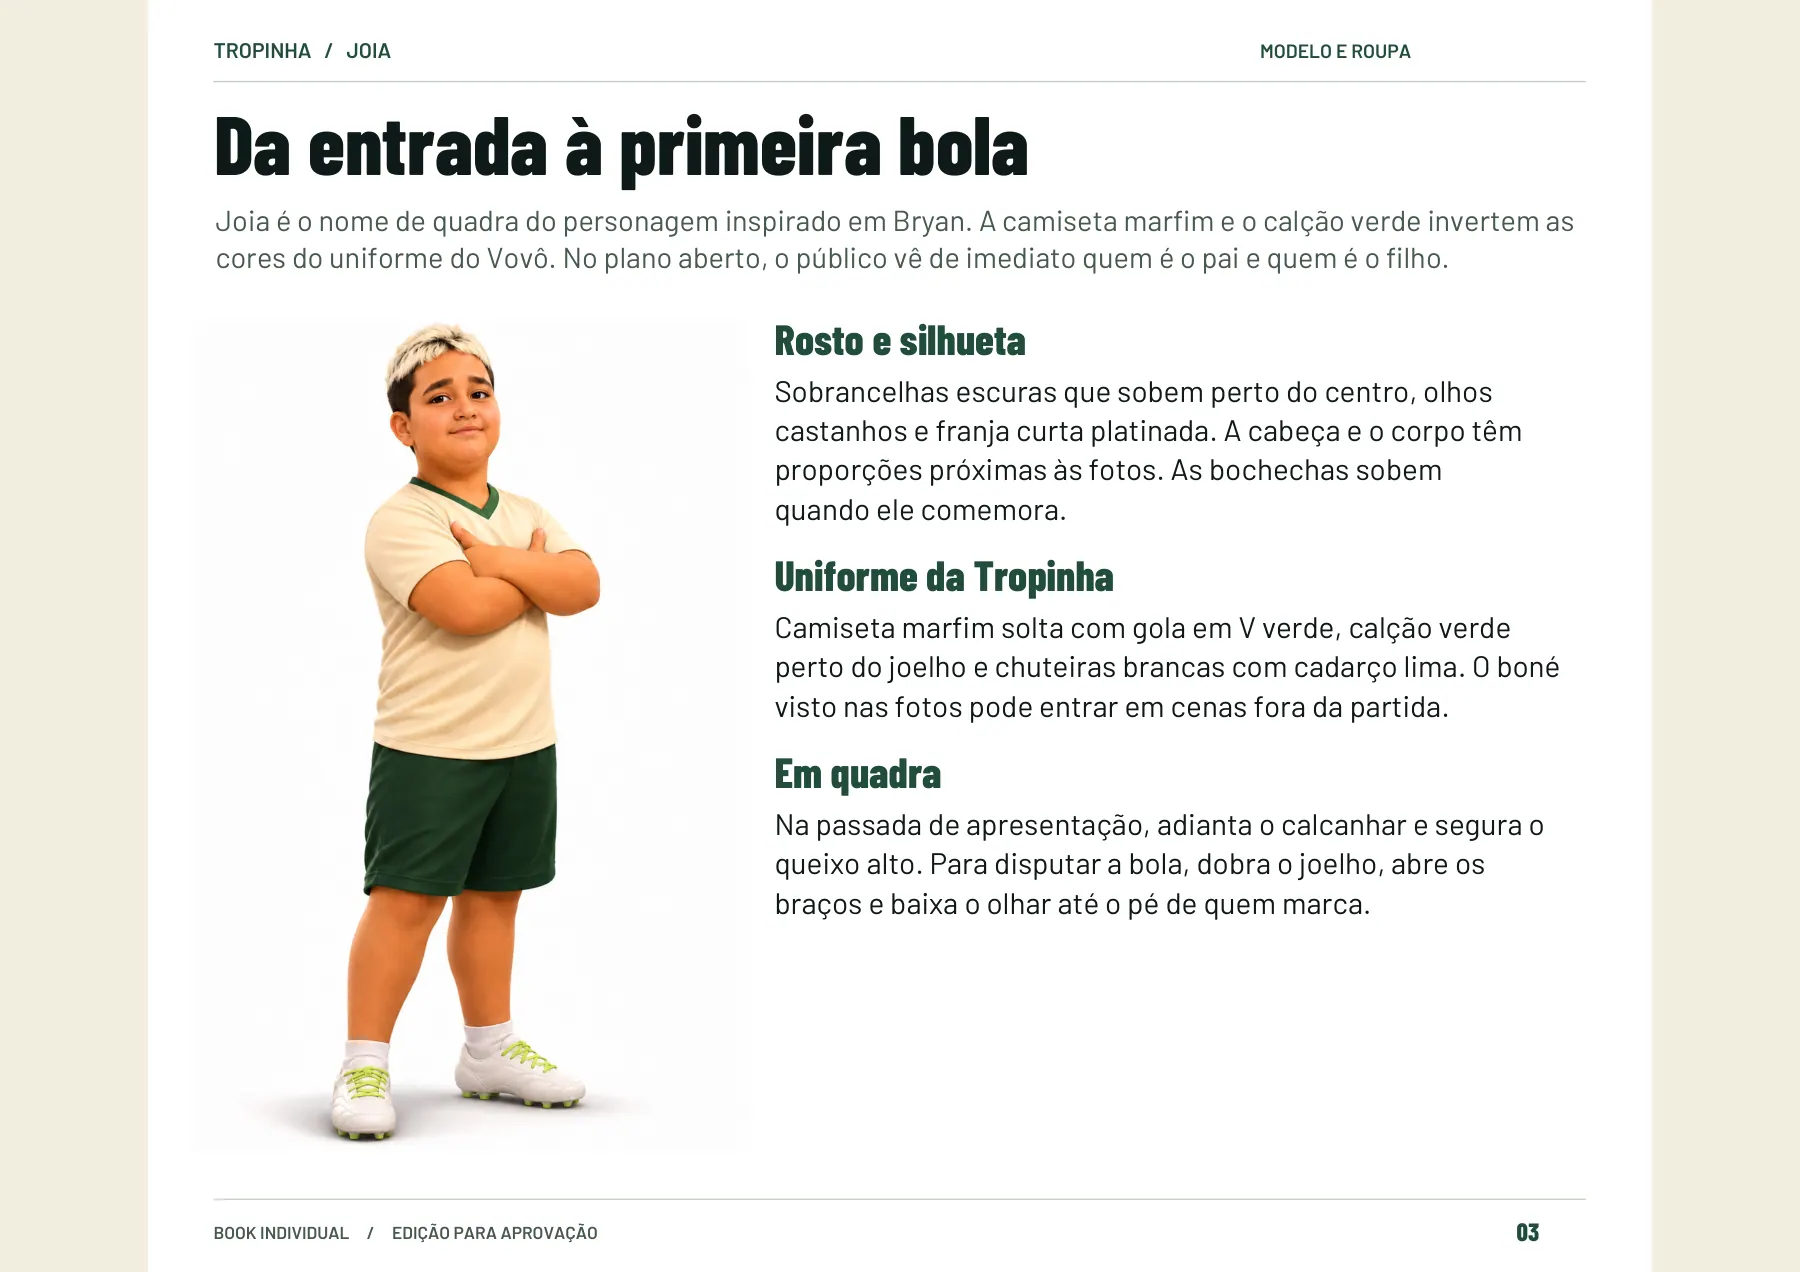 TROPINHA / JOIA
MODELO E ROUPA
Da entrada à primeira bola
Joia é o nome de quadra do personagem inspirado em Bryan. A camiseta marfim e o calção verde invertem as
cores do uniforme do Vovô. No plano aberto, o público vê de imediato quem é o pai e quem é o filho.
Rosto e silhueta
Sobrancelhas escuras que sobem perto do centro, olhos
castanhos e franja curta platinada. A cabeça e o corpo têm
proporções próximas às fotos. As bochechas sobem
quando ele comemora.
Uniforme da Tropinha
Camiseta marfim solta com gola em V verde, calção verde
perto do joelho e chuteiras brancas com cadarço lima. O boné
visto nas fotos pode entrar em cenas fora da partida.
Em quadra
Na passada de apresentação, adianta o calcanhar e segura o
queixo alto. Para disputar a bola, dobra o joelho, abre os
braços e baixa o olhar até o pé de quem marca.
BOOK INDIVIDUAL / EDIÇÃO PARA APROVAÇÃO
03